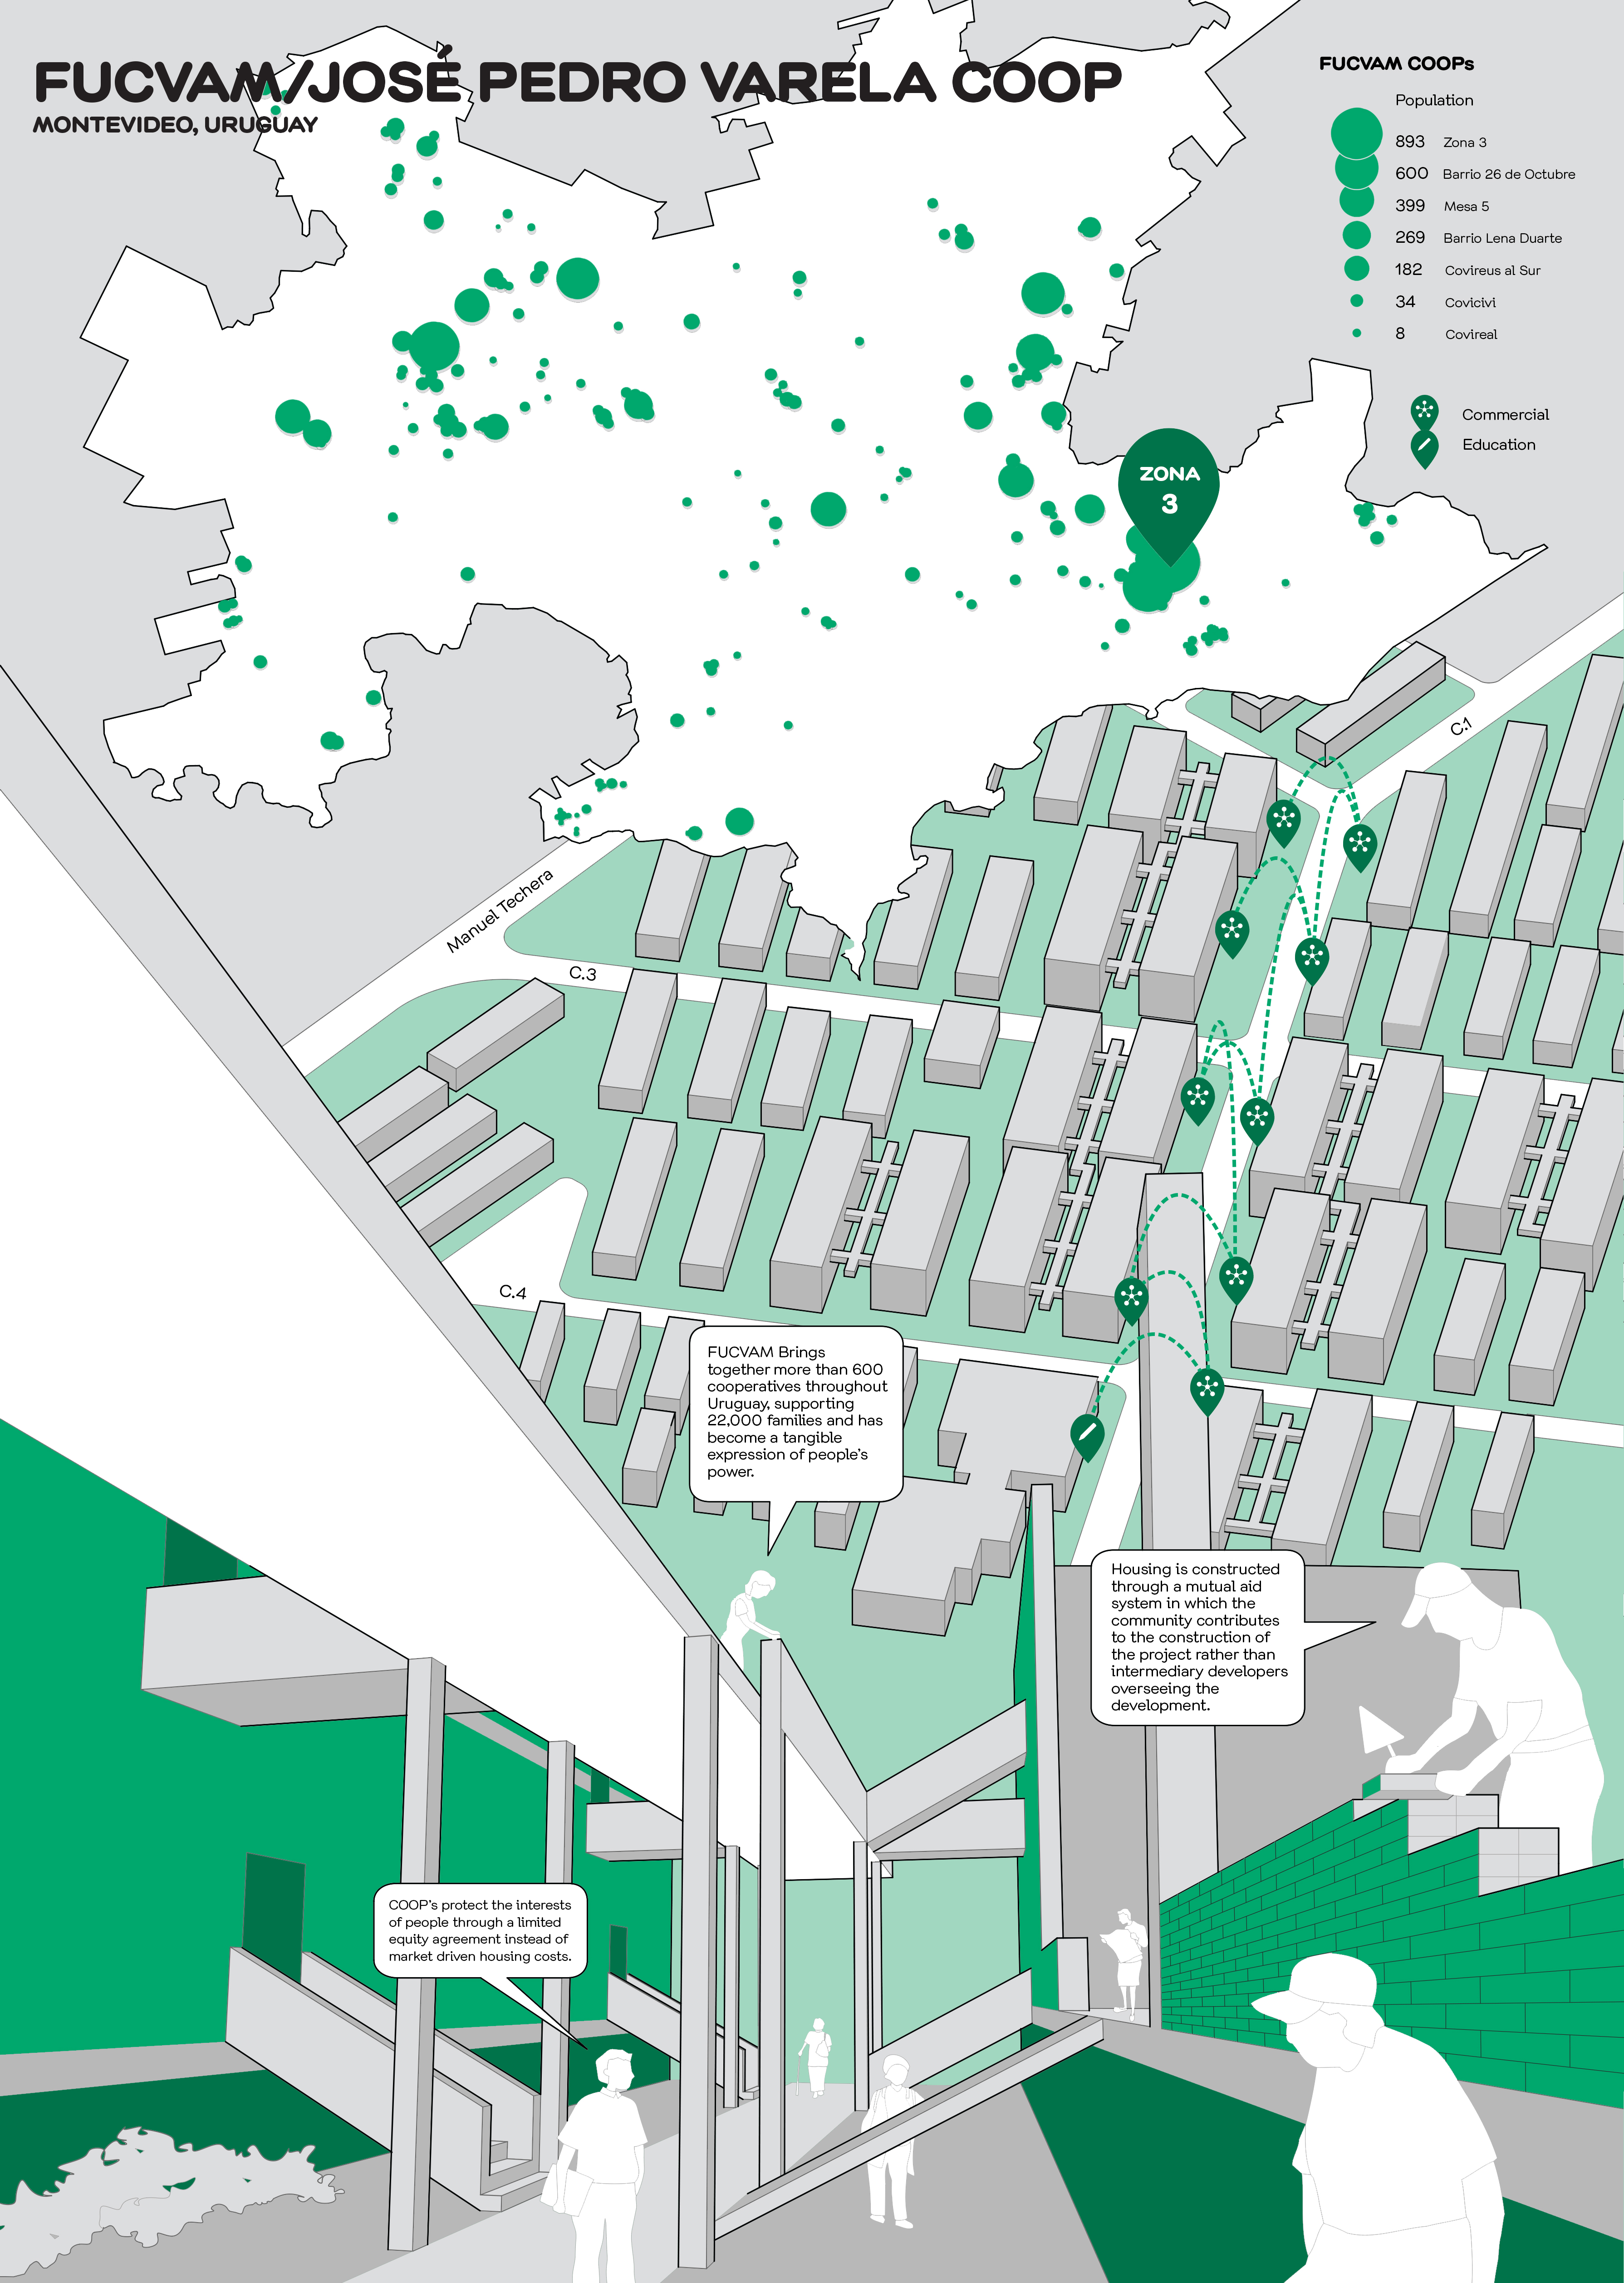 FUCVAM/JOSÉ PEDRO VARELA COOP
MONTEVIDEO, URUGUAY
FUCVAM COOPs
Population
893 Zona 3
600 Barrio 26 de Octubre
399 Mesa 5
269 Barrio Lena Duarte
182 Covireus al Sur
34 Covicivi
8 Covireal
Commercial
Education
ZONA
3
C.1
Manuel Techera
C.3
C.4
FUCVAM Brings
together more than 600
cooperatives throughout
Uruguay, supporting
22,000 families and has
become a tangible
expression of people's
power.
Housing is constructed
through a mutual aid
system in which the
community contributes
to the construction of
the project rather than
intermediary developers
overseeing the
development.
COOP's protect the interests
of people through a limited
equity agreement instead of
market driven housing costs.